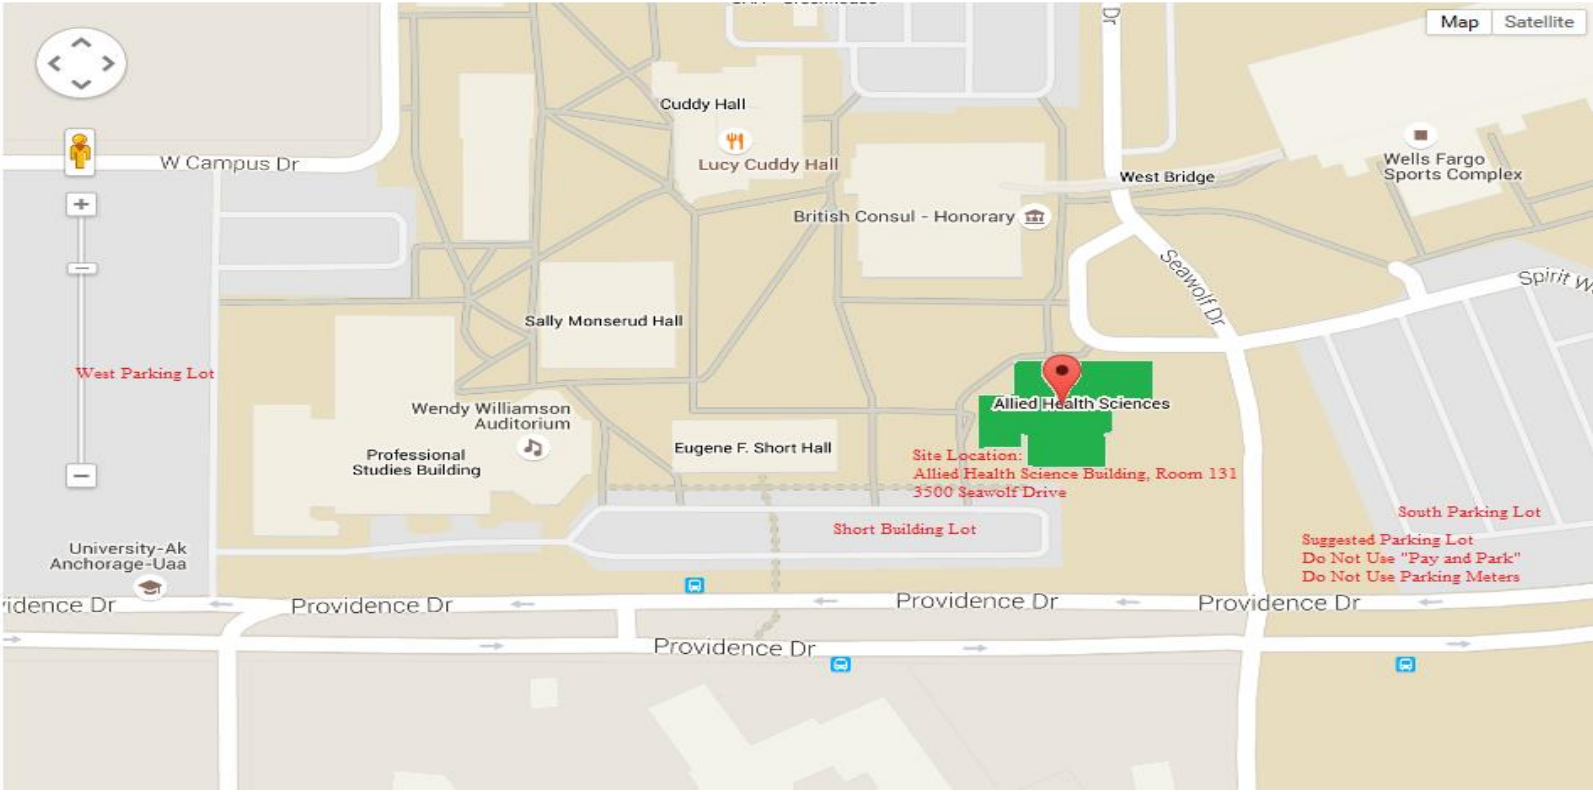 Dr
Map
Satellite
Cuddy Hall
Lucy Cuddy Hall
W Campus Dr
West Bridge
Wells Fargo
Sports Complex
British Consul - Honorary
Seawolf Dr
Spirit W
Sally Monserud Hall
West Parking Lot
Wendy Williamson
Auditorium
Allied Health Sciences
Professional
Studies Building
Eugene F. Short Hall
Site Location:
Allied Health Science Building, Room 131
3500 Seawolf Drive
Short Building Lot
South Parking Lot
Suggested Parking Lot
Do Not Use "Pay and Park"
Do Not Use Parking Meters
University-Ak
Anchorage-Uaa
vidence Dr
Providence Dr
Providence Dr
Providence Dr
Providence Dr